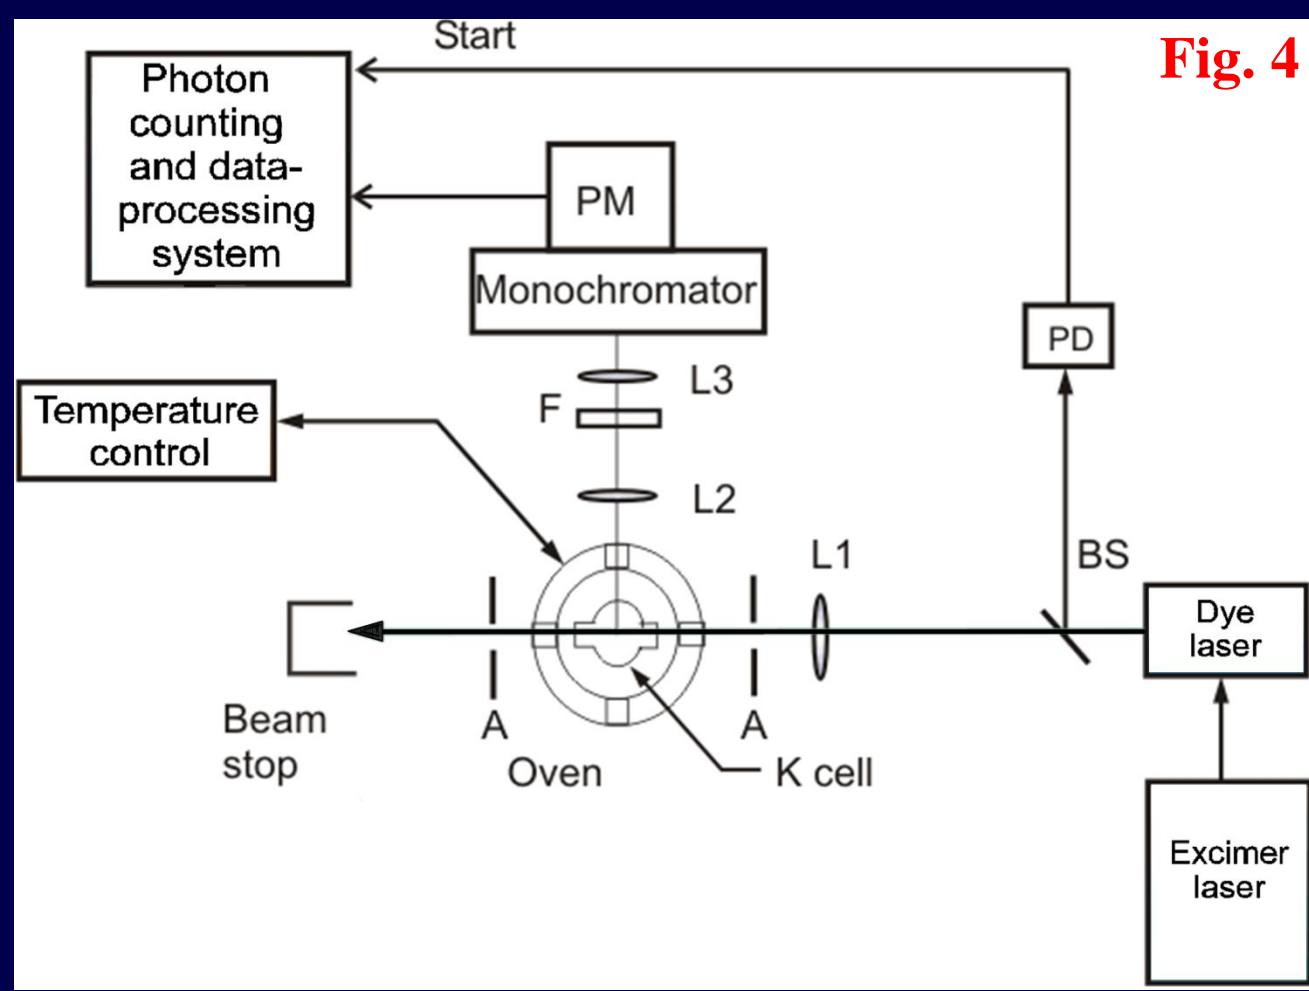 Start
Fig. 4
Photon
counting
and data-
processing
system
PM
Monochromator
PD
L3
F
Temperature
control
L2
L1
BS
Dye
laser
A
A
Beam
stop
Oven
K cell
Excimer
laser